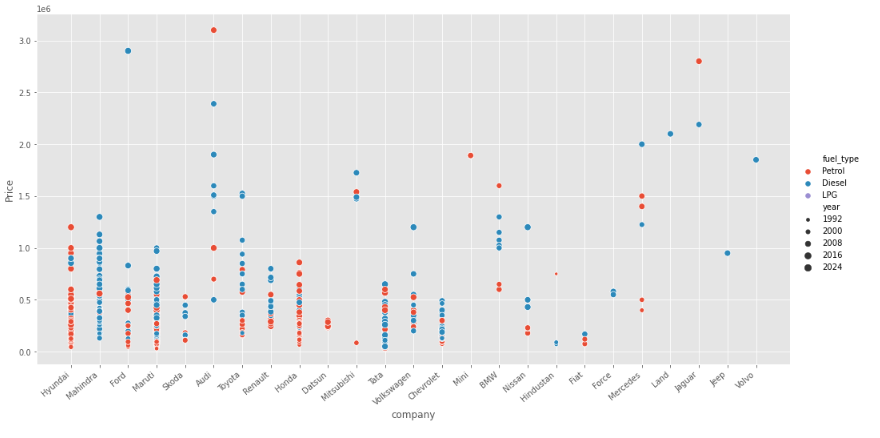 1e6
3.0
2.5
2.0
1.5
1.0
0.5
0.0
Price
Hyundai
Mahindra
Ford
Maruti
Skoda
Audi
Toyota
Renault
Honda
Datsun
Mitsubishi
Tata
Volkswagen
Chevrolet
Mini
BMW
Nissan
Hindustan
Fiat
Force
Mercedes
Land
Jaguar
Jeep
Volvo
company
fuel_type
Petrol
Diesel
LPG
year
1992
2000
2008
2016
2024